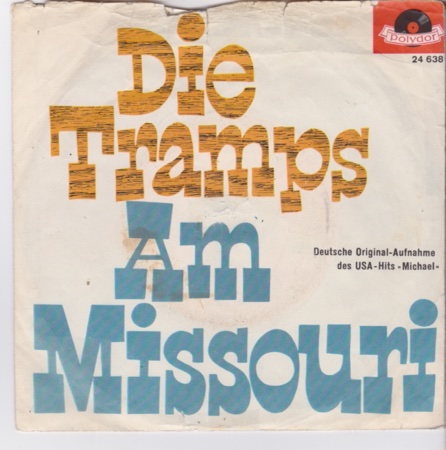 Polydor
24 638
Die
Tramps
Am
Deutsche Original-Aufnahme
des USA-Hits »Michael«
Missouri